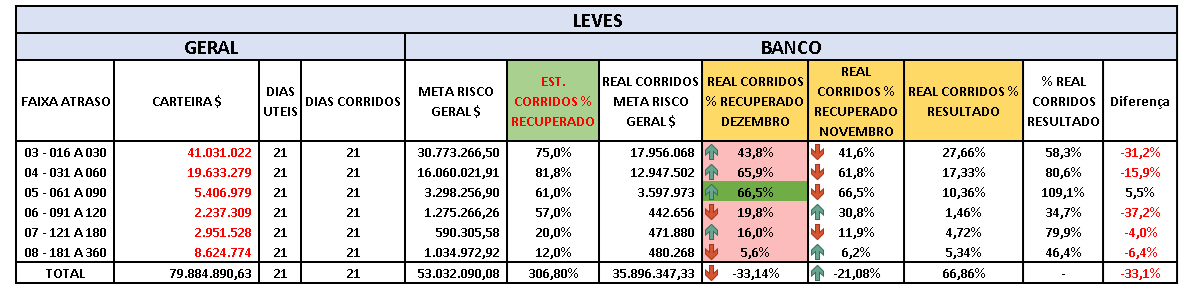 LEVES
GERAL BANCO
FAIXA ATRASO CARTEIRA $ DIAS UTEIS DIAS CORRIDOS META RISCO GERAL $ EST. CORRIDOS % RECUPERADO REAL CORRIDOS META RISCO GERAL $ REAL CORRIDOS % RECUPERADO DEZEMBRO REAL CORRIDOS % RECUPERADO NOVEMBRO REAL CORRIDOS % RESULTADO % REAL CORRIDOS RESULTADO Diferença
03 - 016 A 030 41.031.022 21 21 30.773.266,50 75,0% 17.956.068 43,8% 41,6% 27,66% 58,3% -31,2%
04 - 031 A 060 19.633.279 21 21 16.060.021,91 81,8% 12.947.502 65,9% 61,8% 17,33% 80,6% -15,9%
05 - 061 A 090 5.406.979 21 21 3.298.256,90 61,0% 3.597.973 66,5% 66,5% 10,36% 109,1% 5,5%
06 - 091 A 120 2.237.309 21 21 1.275.266,26 57,0% 442.656 19,8% 30,8% 1,46% 34,7% -37,2%
07 - 121 A 180 2.951.528 21 21 590.305,58 20,0% 471.880 16,0% 11,9% 4,72% 79,9% -4,0%
08 - 181 A 360 8.624.774 21 21 1.034.972,92 12,0% 480.268 5,6% 6,2% 5,34% 46,4% -6,4%
TOTAL 79.884.890,63 21 21 53.032.090,08 306,80% 35.896.347,33 -33,14% -21,08% 66,86% - -33,1%